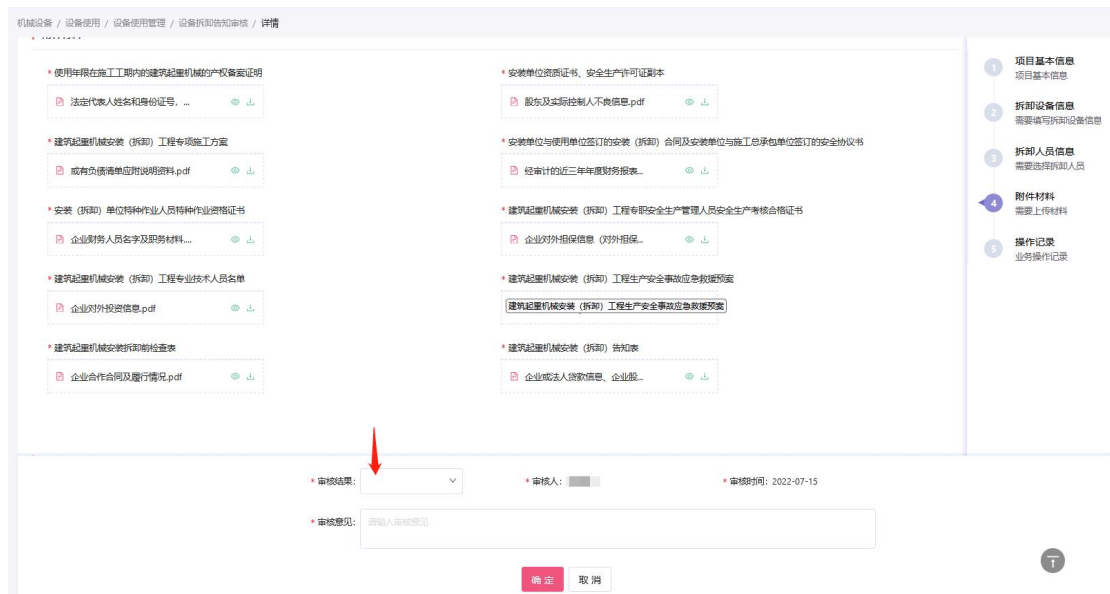 机械设备 / 设备使用 / 设备使用管理 / 设备拆卸告知审核 / 详情
* 使用年限在施工工期内的建筑起重机械的产权备案证明
* 安装单位资质证书、安全生产许可证副本
法定代表人姓名和身份证号，...
股东及实际控制人不良信息.pdf
* 建筑起重机械安装（拆卸）工程专项施工方案
* 安装单位与使用单位签订的安装（拆卸）合同及安装单位与施工总承包单位签订的安全协议书
或有负债清单应附说明资料.pdf
经审计的近三年年度财务报表...
* 安装（拆卸）单位特种作业人员特种作业资格证书
* 建筑起重机械安装（拆卸）工程专职安全生产管理人员安全生产考核合格证书
企业财务人员名字及职务材料....
企业对外担保信息（对外担保...
* 建筑起重机械安装（拆卸）工程专业技术人员名单
* 建筑起重机械安装（拆卸）工程生产安全事故应急救援预案
企业对外投资信息.pdf
建筑起重机械安装（拆卸）工程生产安全事故应急救援预案
* 建筑起重机械安装拆卸前检查表
* 建筑起重机械安装（拆卸）告知表
企业合作合同及履行情况.pdf
企业或法人贷款信息、企业股...
1 项目基本信息
项目基本信息
2 拆卸设备信息
需要填写拆卸设备信息
3 拆卸人员信息
需要选择拆卸人员
4 附件材料
需要上传材料
5 操作记录
业务操作记录
* 审核结果：
* 审核人：
* 审核时间：2022-07-15
* 审核意见：
请输入审核意见
确 定
取 消